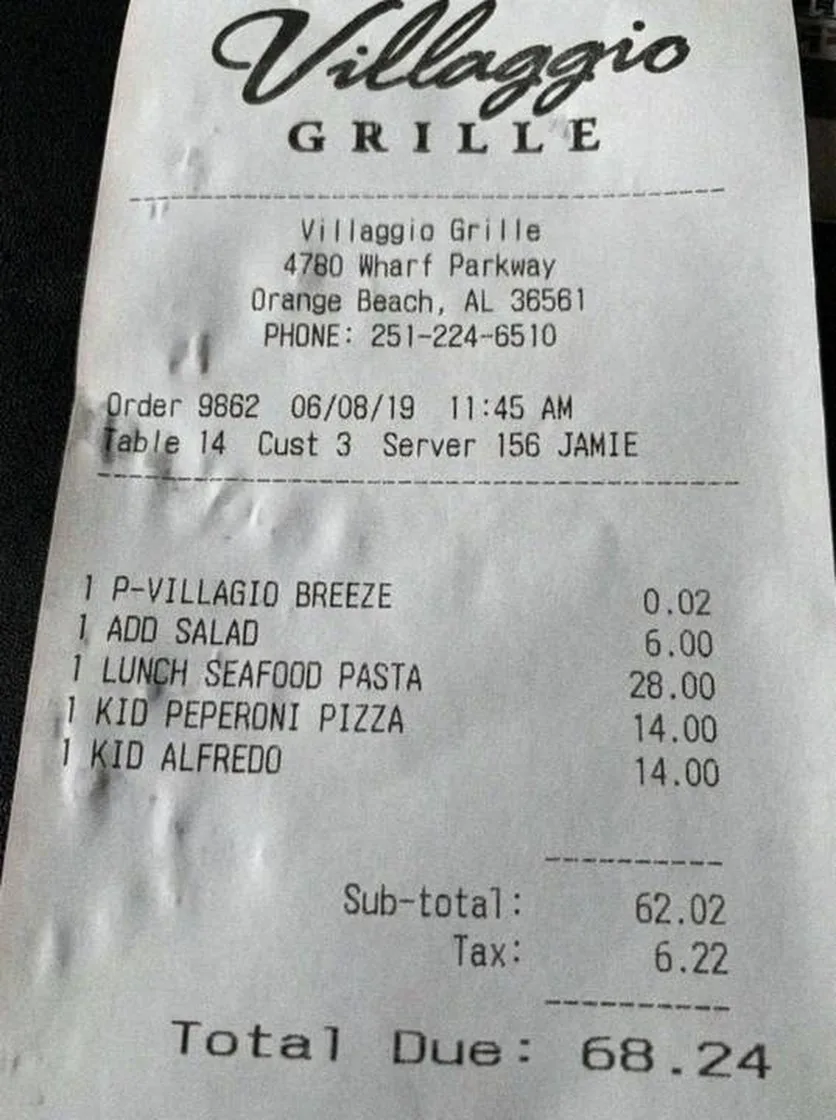 Villaggio
GRILLE
Villaggio Grille
4780 Wharf Parkway
Orange Beach, AL 36561
PHONE: 251-224-6510
Order 9862 06/08/19 11:45 AM
Table 14 Cust 3 Server 156 JAMIE
1 P-VILLAGIO BREEZE 0.02
1 ADD SALAD 6.00
1 LUNCH SEAFOOD PASTA 28.00
1 KID PEPERONI PIZZA 14.00
1 KID ALFREDO 14.00
Sub-total: 62.02
Tax: 6.22
Total Due: 68.24